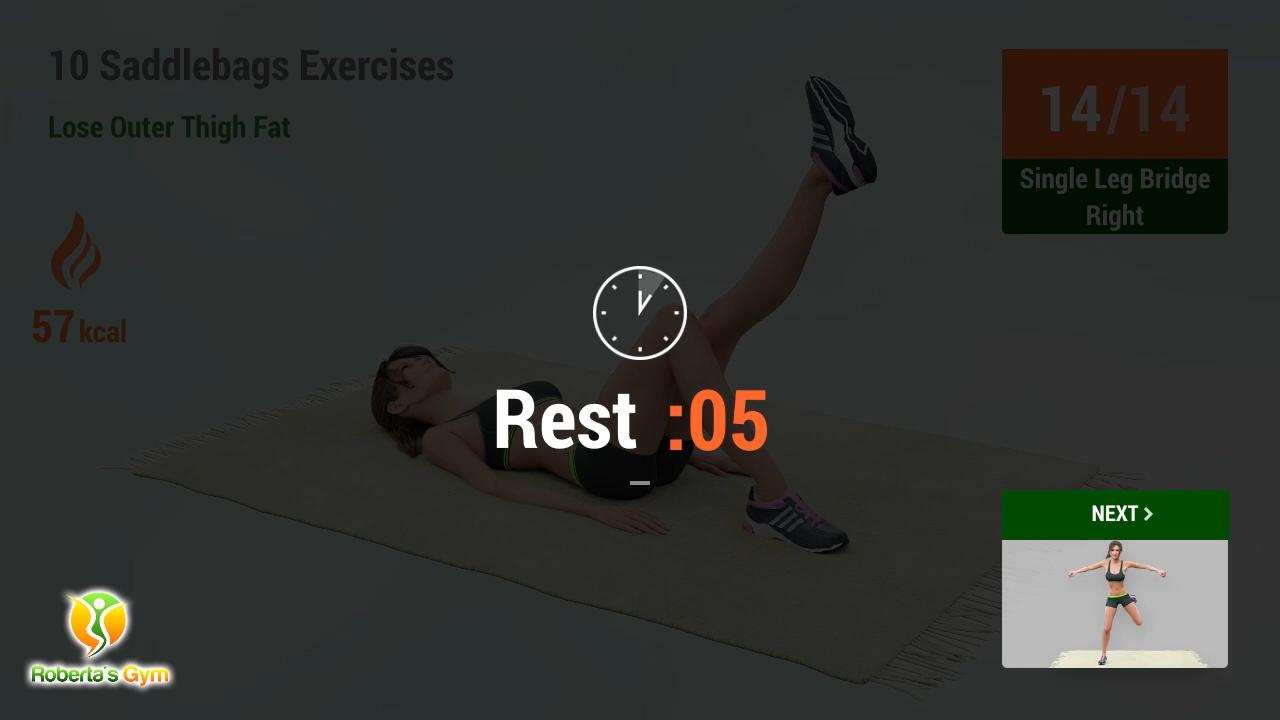 10 Saddlebags Exercises
Lose Outer Thigh Fat
14/14
Single Leg Bridge
Right
57 kcal
Rest :05
NEXT >
Roberta´s Gym